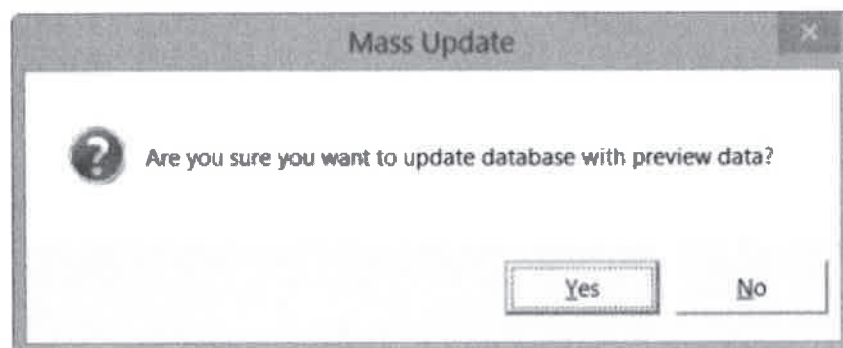 Mass Update
Are you sure you want to update database with preview data?
Yes
No